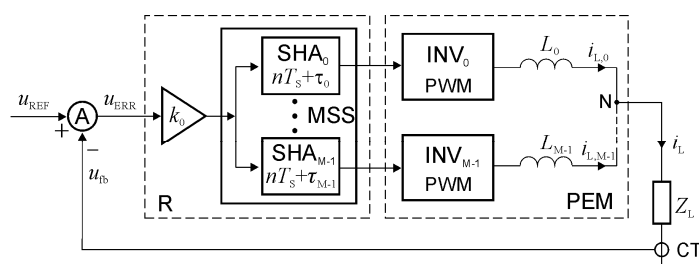 u_REF
+
A
−
u_fb
u_ERR
k_0
SHA_0
nT_S+τ_0
MSS
SHA_M-1
nT_S+τ_M-1
R
INV_0
PWM
INV_M-1
PWM
L_0
i_L,0
L_M-1
i_L,M-1
N
PEM
i_L
Z_L
CT